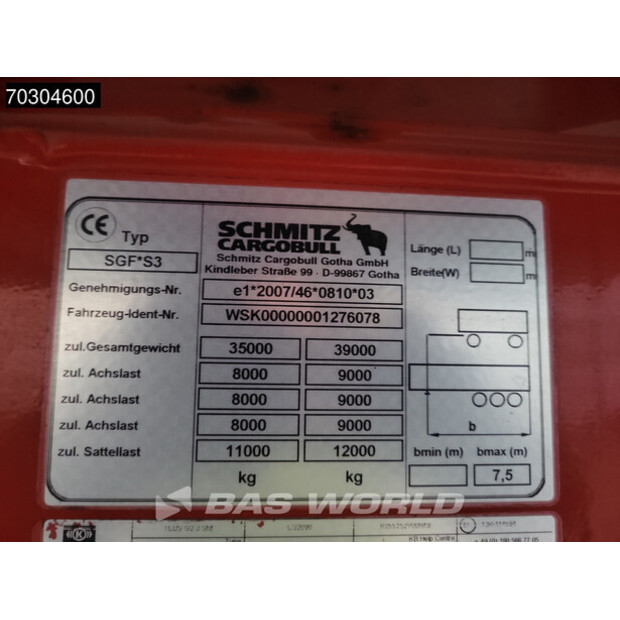 70304600
CE Typ
SGF*S3
SCHMITZ
CARGOBULL
Schmitz Cargobull Gotha GmbH
Kindleber Straße 99 · D-99867 Gotha
Länge (L) m
Breite(W) m
Genehmigungs-Nr. e1*2007/46*0810*03
Fahrzeug-Ident-Nr. WSK00000001276078
zul.Gesamtgewicht 35000 39000
zul. Achslast 8000 9000
zul. Achslast 8000 9000
zul. Achslast 8000 9000
zul. Sattellast 11000 12000
kg kg
b
bmin (m) bmax (m)
7,5
BAS WORLD